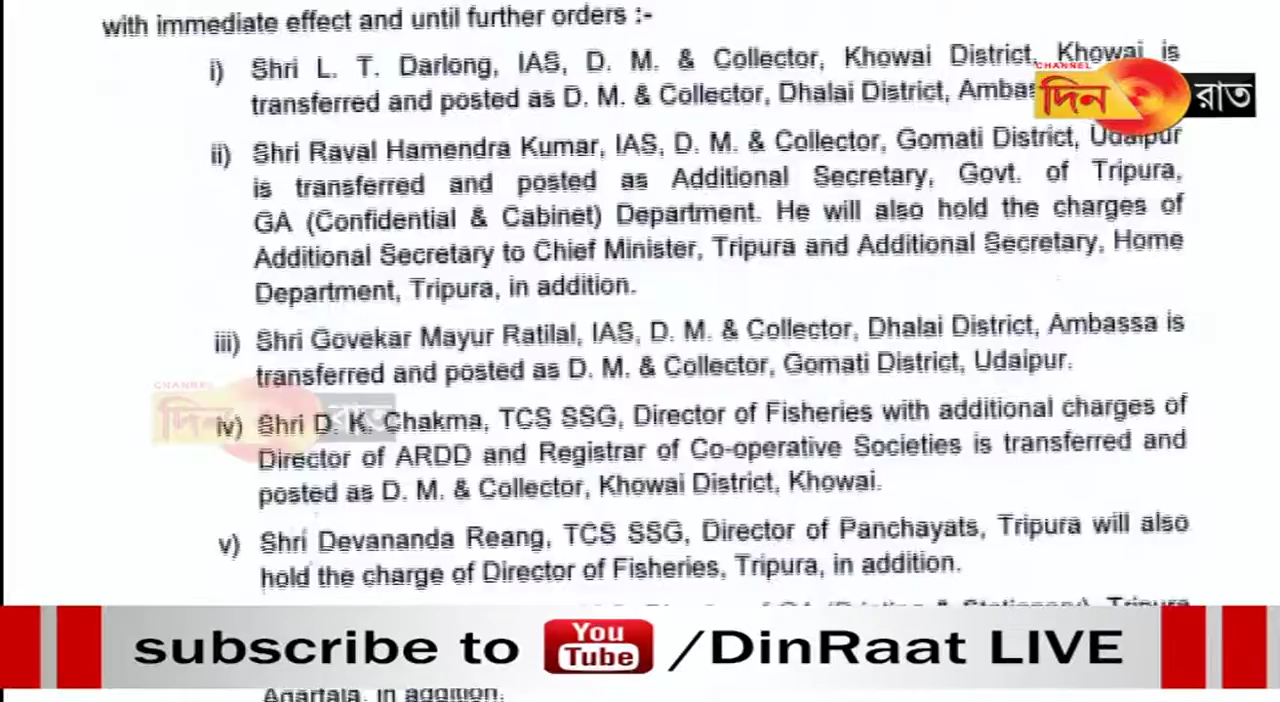 with immediate effect and until further orders :-
i) Shri L. T. Darlong, IAS, D. M. & Collector, Khowai District, Khowai is
transferred and posted as D. M. & Collector, Dhalai District,
CHANNEL
দিন রাত
ii) Shri Raval Hamendra Kumar, IAS, D. M. & Collector, Gomati District, Udaipur
is transferred and posted as Additional Secretary, Govt. of Tripura,
GA (Confidential & Cabinet) Department. He will also hold the charges of
Additional Secretary to Chief Minister, Tripura and Additional Secretary, Home
Department, Tripura, in addition.
iii) Shri Govekar Mayur Ratilal, IAS, D. M. & Collector, Dhalai District, Ambassa is
transferred and posted as D. M. & Collector, Gomati District, Udaipur.
CHANNEL
দিন রাত
iv) Shri D. K. Chakma, TCS SSG, Director of Fisheries with additional charges of
Director of ARDD and Registrar of Co-operative Societies is transferred and
posted as D. M. & Collector, Khowai District, Khowai.
v) Shri Devananda Reang, TCS SSG, Director of Panchayats, Tripura will also
hold the charge of Director of Fisheries, Tripura, in addition.
Tripura
subscribe to You Tube /DinRaat LIVE
Agartala, in addition.